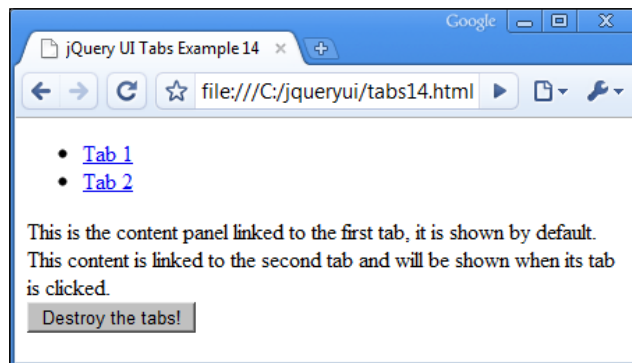 Google
jQuery UI Tabs Example 14
file:///C:/jqueryui/tabs14.html
Tab 1
Tab 2
This is the content panel linked to the first tab, it is shown by default.
This content is linked to the second tab and will be shown when its tab
is clicked.
Destroy the tabs!